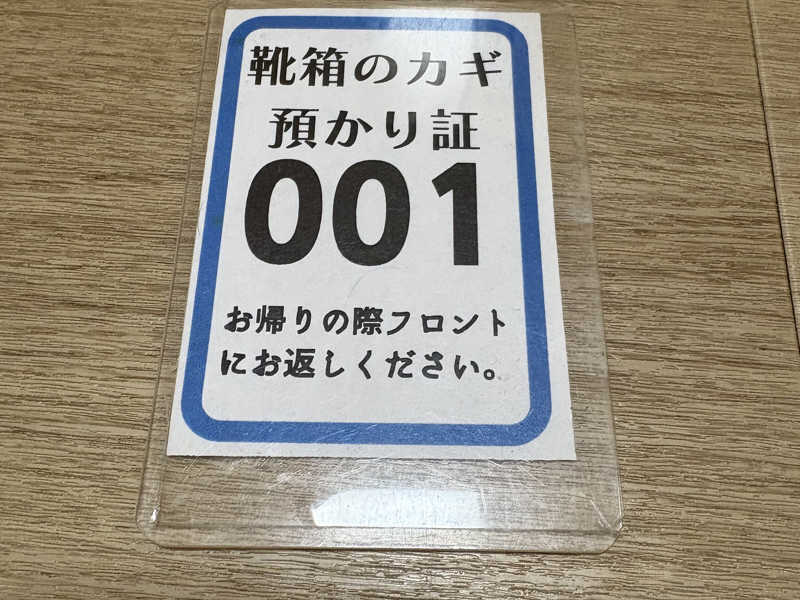 靴箱のカギ
預かり証
001
お帰りの際フロント
にお返しください。